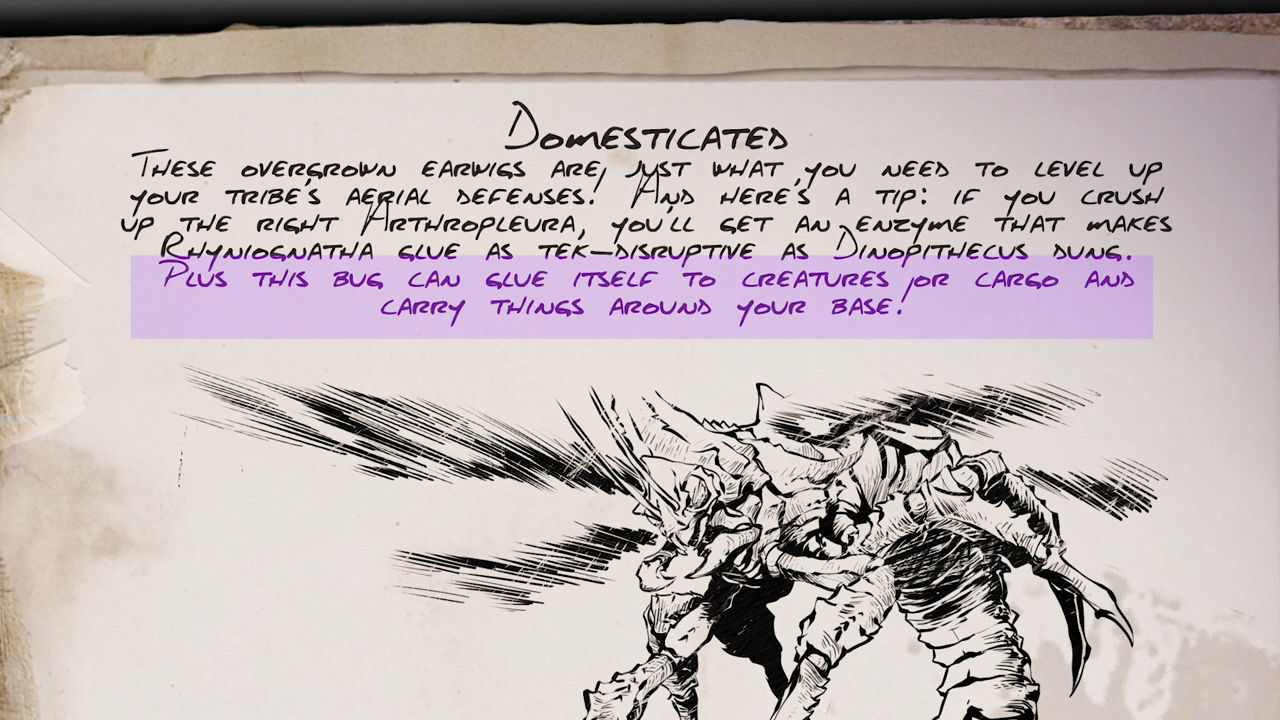 Domesticated
These overgrown earwigs are just what you need to level up
your tribe's aerial defenses! And here's a tip: if you crush
up the right Arthropleura, you'll get an enzyme that makes
Rhyniognatha glue as tek-disruptive as Dinopithecus dung.
Plus this bug can glue itself to creatures or cargo and
carry things around your base!